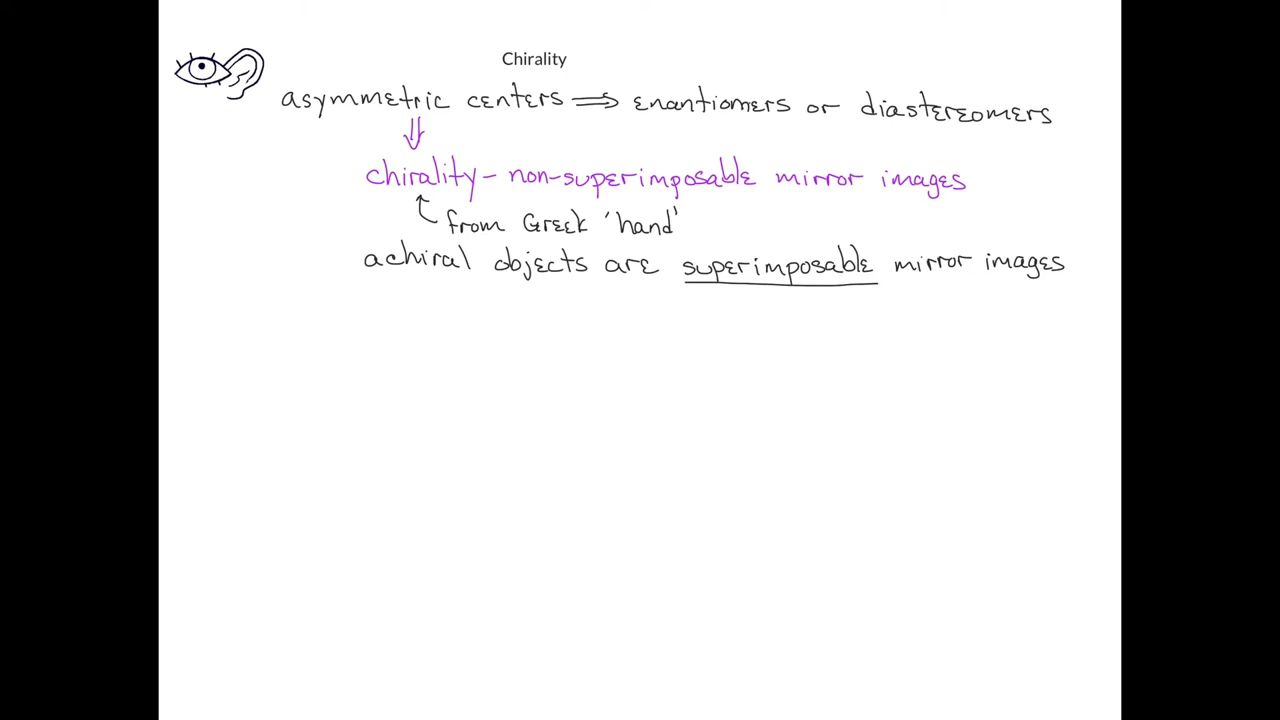 Chirality
asymmetric centers ⇒ enantiomers or diastereomers
⇓
chirality - non-superimposable mirror images
from Greek 'hand'
achiral objects are superimposable mirror images